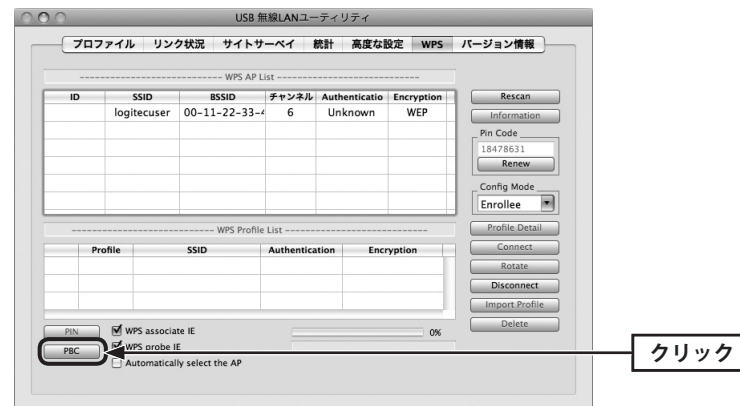 USB 無線LANユーティリティ
プロファイル リンク状況 サイトサーベイ 統計 高度な設定 WPS バージョン情報
---------------------------- WPS AP List ----------------------------
ID SSID BSSID チャンネル Authenticatio Encryption
logitecuser 00-11-22-33-4 6 Unknown WEP
Rescan
Information
Pin Code
18478631
Renew
Config Mode
Enrollee
---------------------------- WPS Profile List ----------------------------
Profile SSID Authentication Encryption
Profile Detail
Connect
Rotate
Disconnect
Import Profile
Delete
PIN WPS associate IE 0%
PBC WPS probe IE
Automatically select the AP
クリック